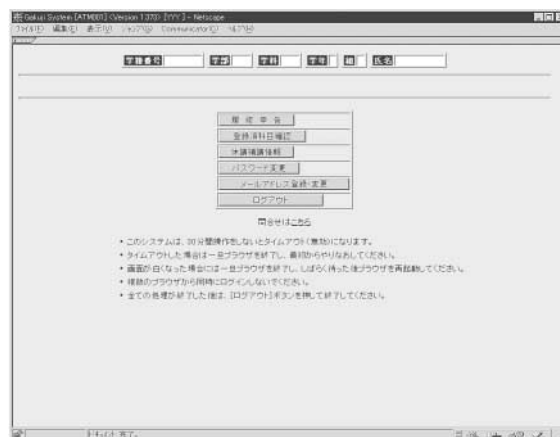 Gakuji System [ATM001] (Version 1.370) [YYY] - Netscape
ファイル(F) 編集(E) 表示(V) ジャンプ(G) Communicator(C) ヘルプ(H)
学籍番号 学部 学科 学年 組 氏名
履修申告
登録済科目確認
休講補講情報
パスワード変更
メールアドレス登録・変更
ログアウト
問合せはこちら
・このシステムは、30分間操作をしないとタイムアウト(無効)になります。
・タイムアウトした場合は一旦ブラウザを終了し、最初からやりなおしてください。
・画面が白くなった場合には一旦ブラウザを終了し、しばらく待った後ブラウザを再起動してください。
・複数のブラウザから同時にログインしないでください。
・全ての処理が終了した後は、[ログアウト]ボタンを押して終了してください。
ドキュメント: 完了。